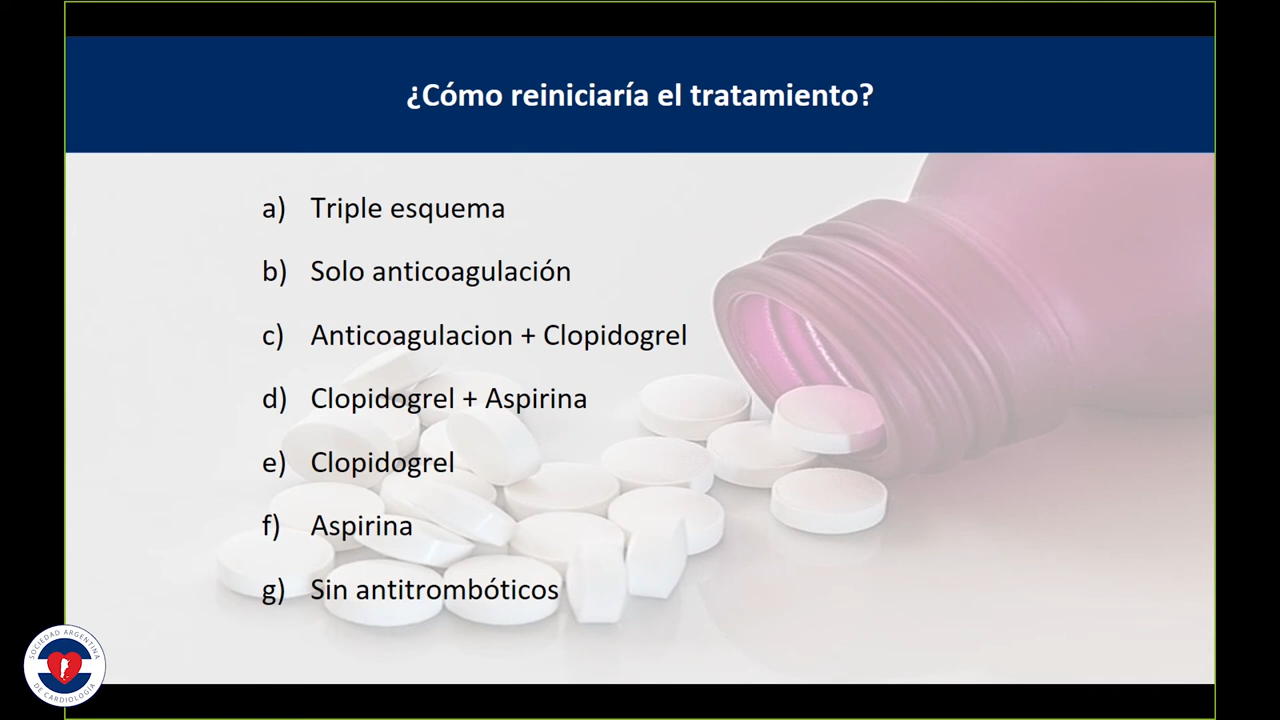 ¿Cómo reiniciaría el tratamiento?
a) Triple esquema
b) Solo anticoagulación
c) Anticoagulacion + Clopidogrel
d) Clopidogrel + Aspirina
e) Clopidogrel
f) Aspirina
g) Sin antitrombóticos
SOCIEDAD ARGENTINA
DE CARDIOLOGÍA